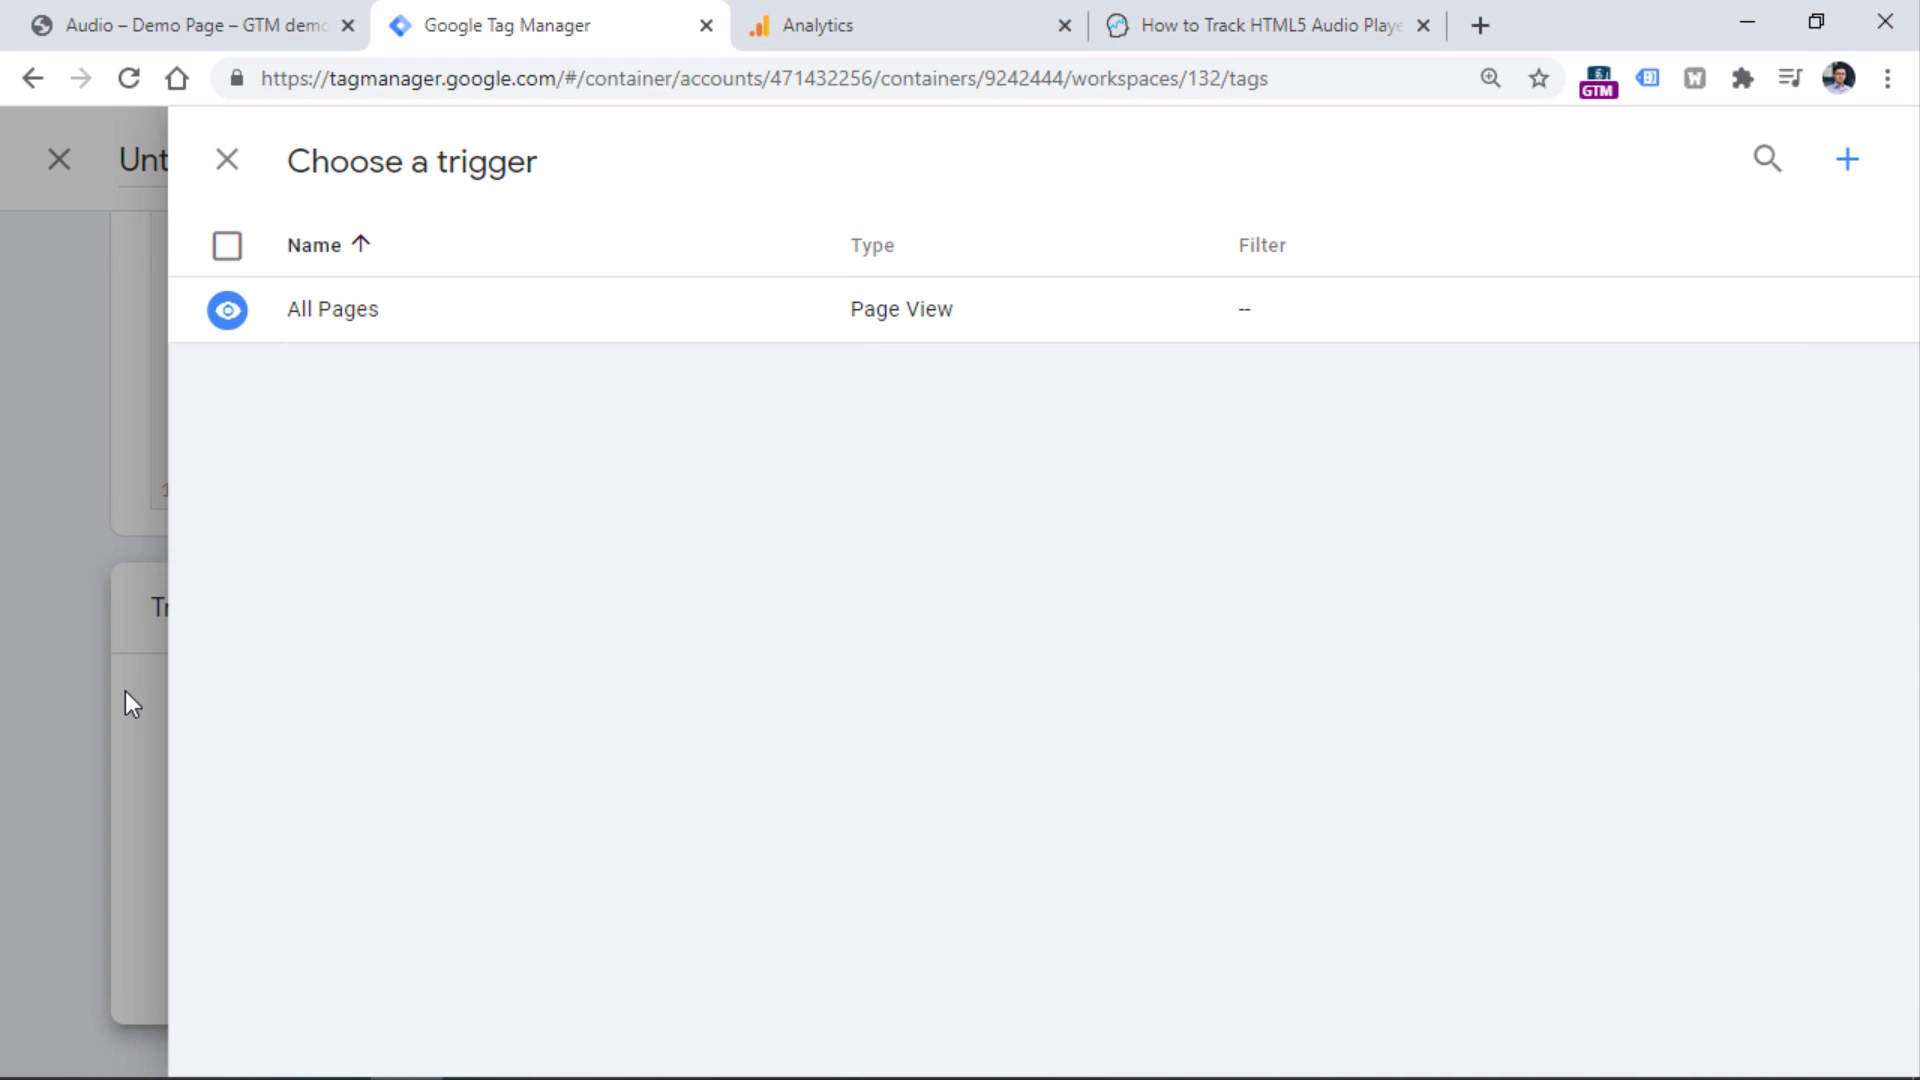 Audio – Demo Page – GTM demo
Google Tag Manager
Analytics
How to Track HTML5 Audio Playe
https://tagmanager.google.com/#/container/accounts/471432256/containers/9242444/workspaces/132/tags
GTM
W
Unt
Choose a trigger
Name
Type
Filter
All Pages
Page View
--
Tr